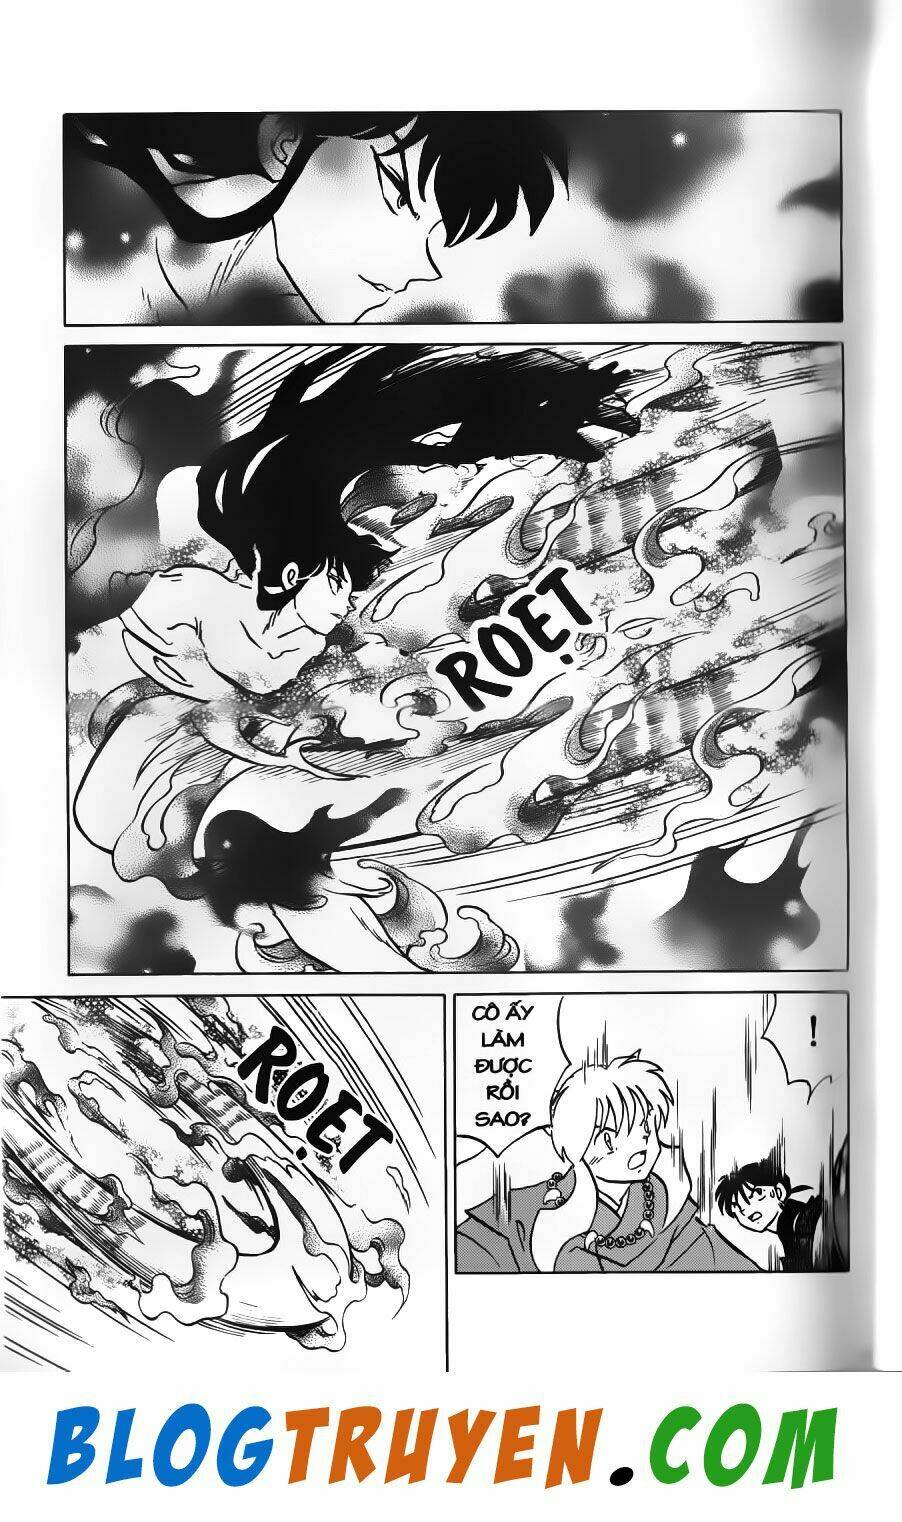 ROẸT
!
CÔ ẤY
LÀM
ĐƯỢC
RỒI
SAO?
ROẸT
BLOGTRUYEN.COM